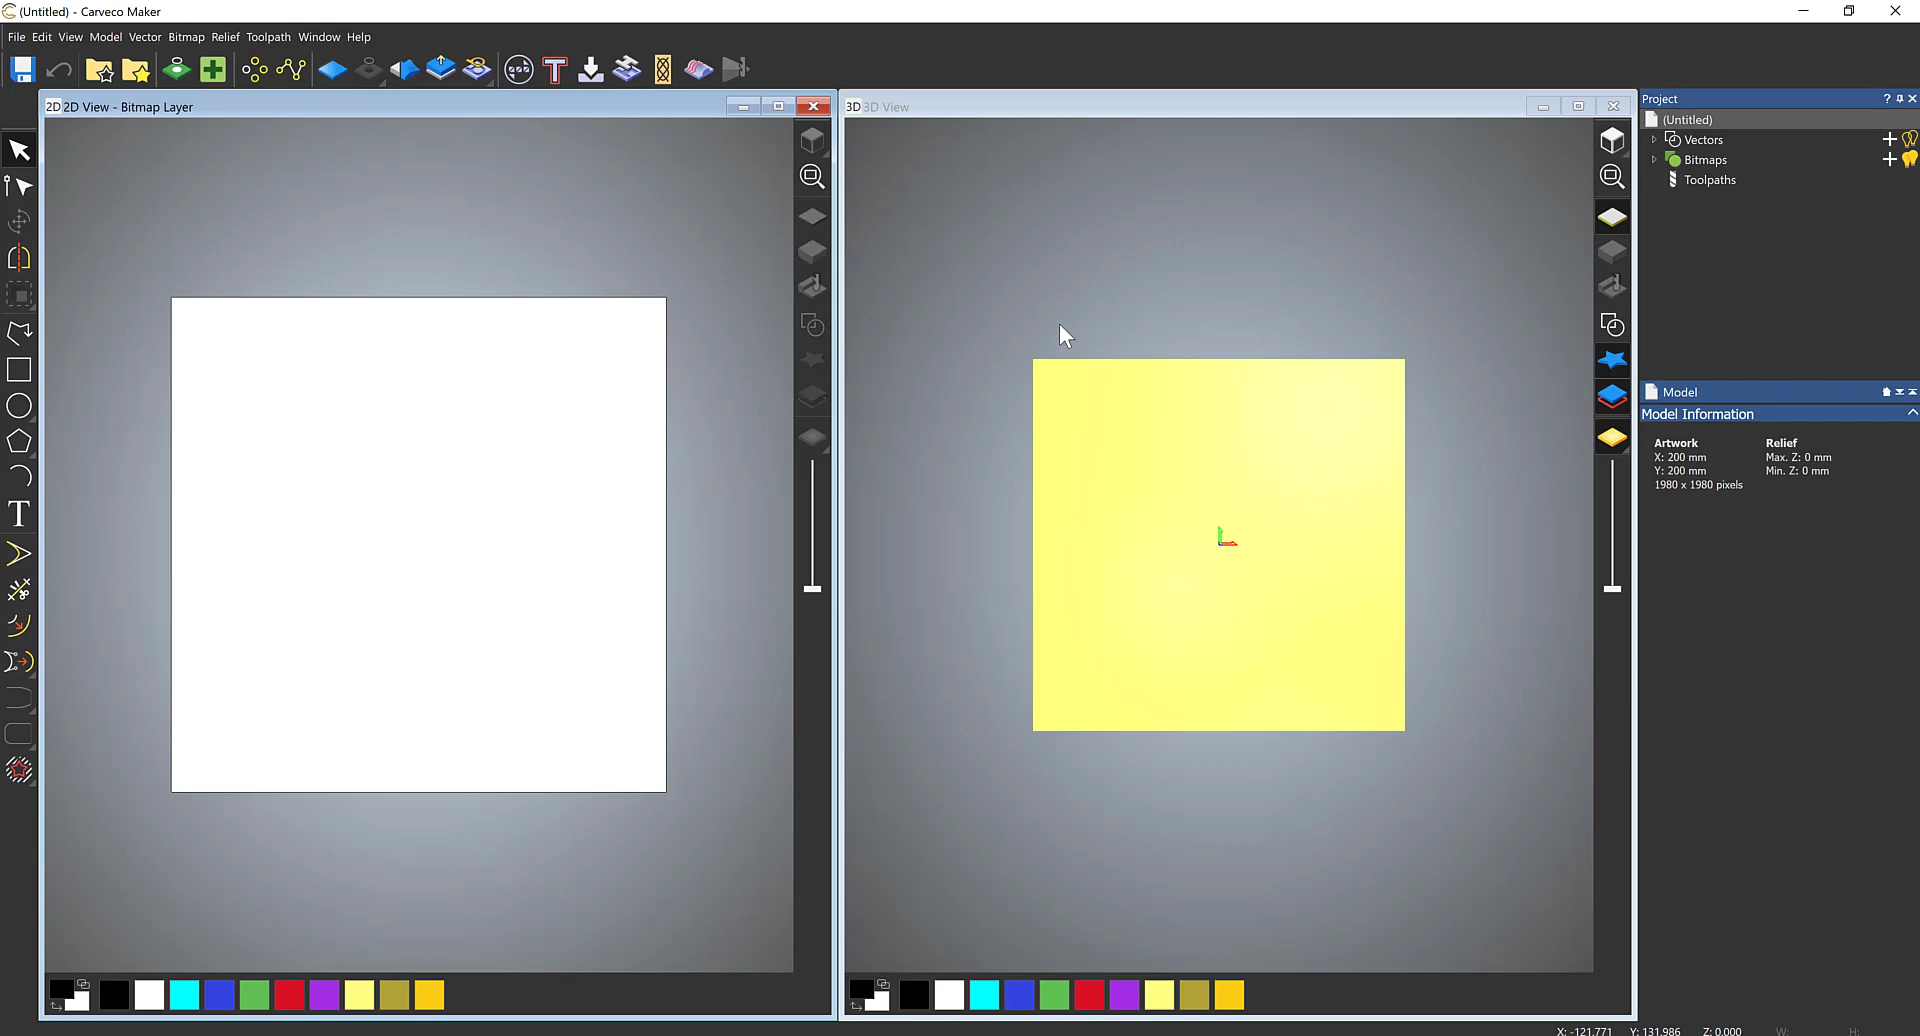 (Untitled) - Carveco Maker
File Edit View Model Vector Bitmap Relief Toolpath Window Help
2D 2D View - Bitmap Layer
3D 3D View
Project
(Untitled)
Vectors
Bitmaps
Toolpaths
Model
Model Information
Artwork Relief
X: 200 mm Max. Z: 0 mm
Y: 200 mm Min. Z: 0 mm
1980 x 1980 pixels
X: -121.771 Y: 131.986 Z: 0.000 W: H: